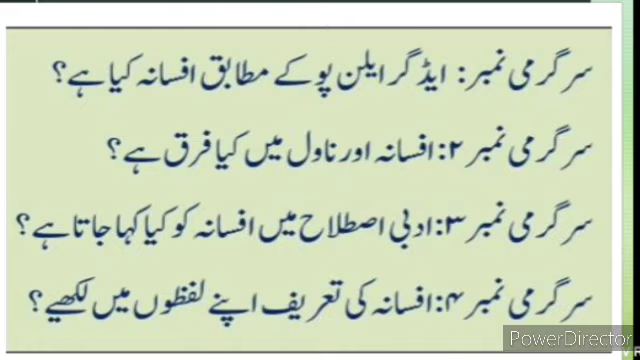 سرگرمی نمبر: ایڈ گر ایلن پو کے مطابق افسانہ کیا ہے؟
سرگرمی نمبر ۲: افسانہ اور ناول میں کیا فرق ہے؟
سرگرمی نمبر ۳: ادبی اصطلاح میں افسانہ کو کیا کہا جاتا ہے؟
سرگرمی نمبر ۴: افسانہ کی تعریف اپنے لفظوں میں لکھیے؟
PowerDirector